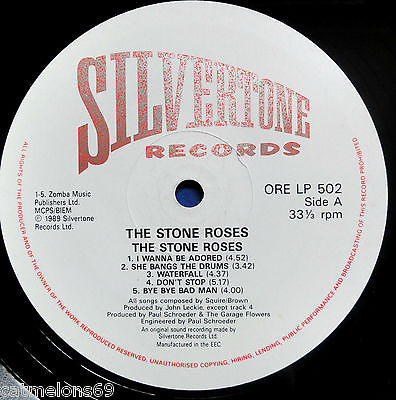 SILVERTONE
RECORDS
1-5. Zomba Music
Publishers Ltd.
MCPS/BIEM
℗ 1989 Silvertone
Records Ltd.
ORE LP 502
Side A
33⅓ rpm
THE STONE ROSES
THE STONE ROSES
1. I WANNA BE ADORED (4.52)
2. SHE BANGS THE DRUMS (3.42)
3. WATERFALL (4.37)
4. DON'T STOP (5.17)
5. BYE BYE BAD MAN (4.00)
All songs composed by Squire/Brown
Produced by John Leckie, except track 4
Produced by Paul Schroeder & The Garage Flowers
Engineered by Paul Schroeder
An original sound recording made by
Silvertone Records Ltd.
Manufactured in the EEC
ALL RIGHTS OF THE PRODUCER AND OF THE OWNER OF THE WORK REPRODUCED RESERVED. UNAUTHORISED COPYING, HIRING, LENDING, PUBLIC PERFORMANCE AND BROADCASTING OF THIS RECORD PROHIBITED
catmelons69